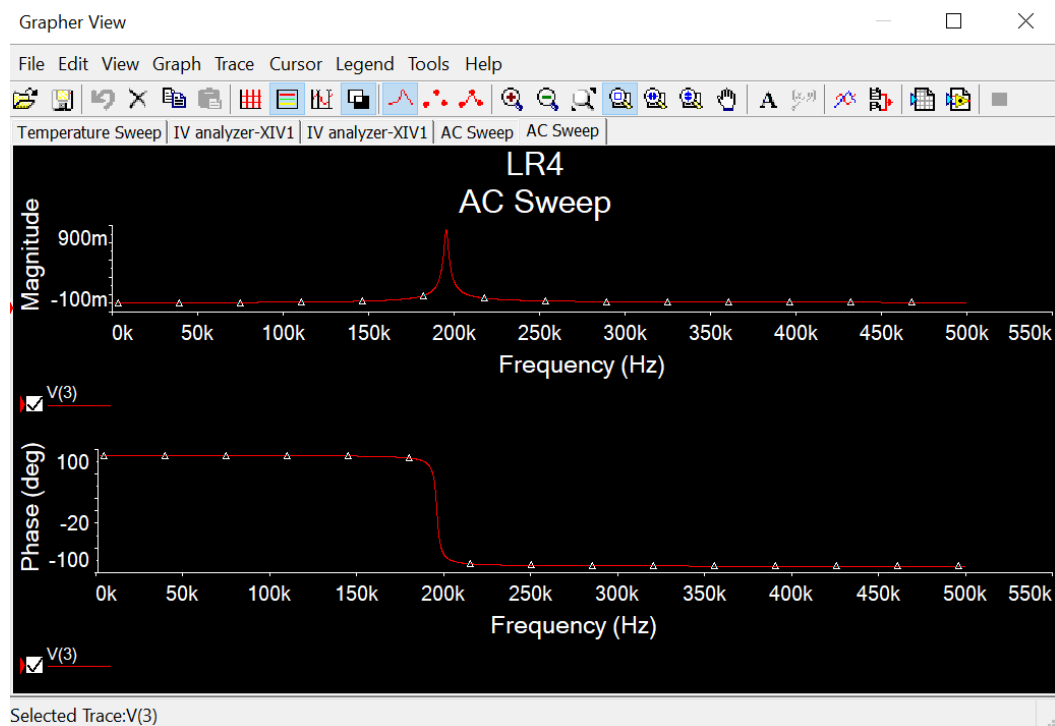 Grapher View
File Edit View Graph Trace Cursor Legend Tools Help
A
Temperature Sweep IV analyzer-XIV1 IV analyzer-XIV1 AC Sweep AC Sweep
LR4
AC Sweep
Magnitude
900m
-100m
0k 50k 100k 150k 200k 250k 300k 350k 400k 450k 500k 550k
Frequency (Hz)
V(3)
Phase (deg)
100
-20
-100
0k 50k 100k 150k 200k 250k 300k 350k 400k 450k 500k 550k
Frequency (Hz)
V(3)
Selected Trace:V(3)